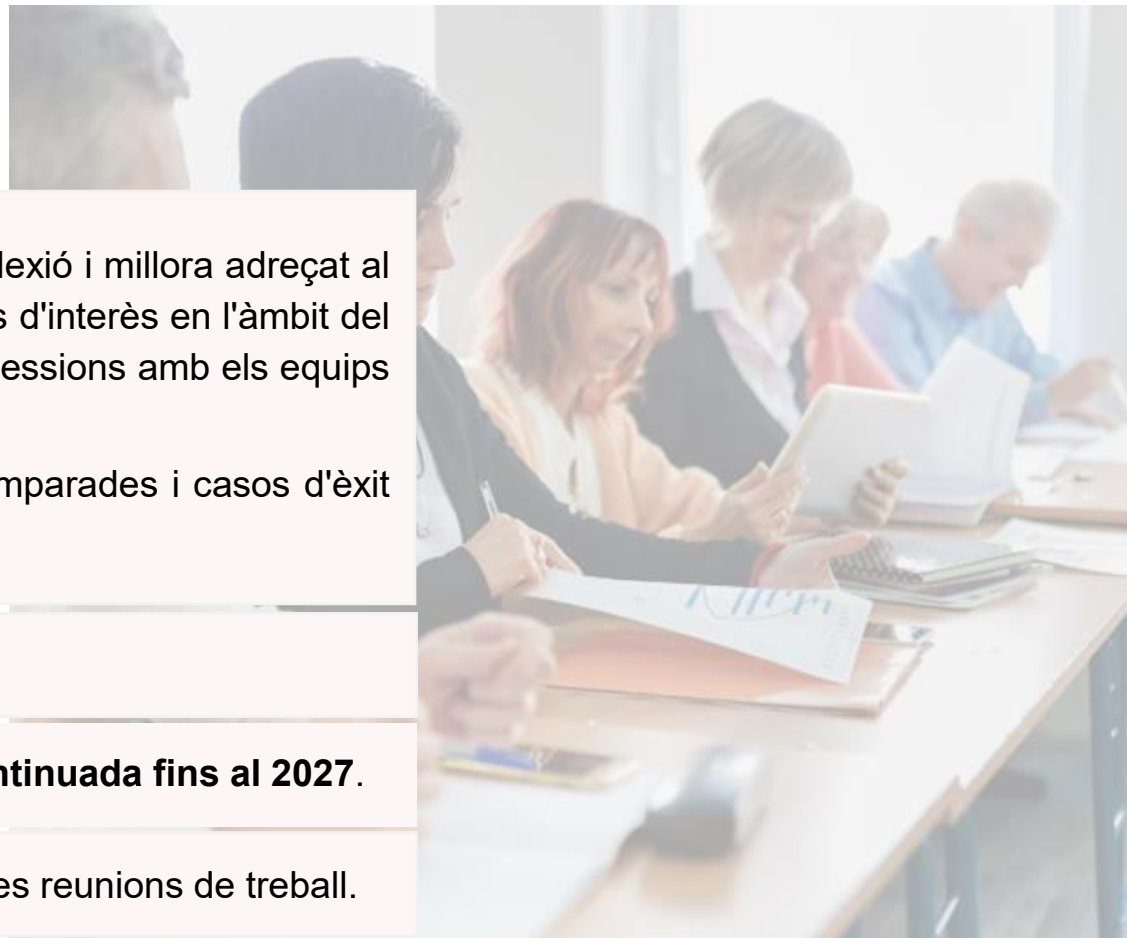 lexió i millora adreçat al
s d'interès en l'àmbit del
essions amb els equips
mparades i casos d'èxit
ntinuada fins al 2027.
es reunions de treball.